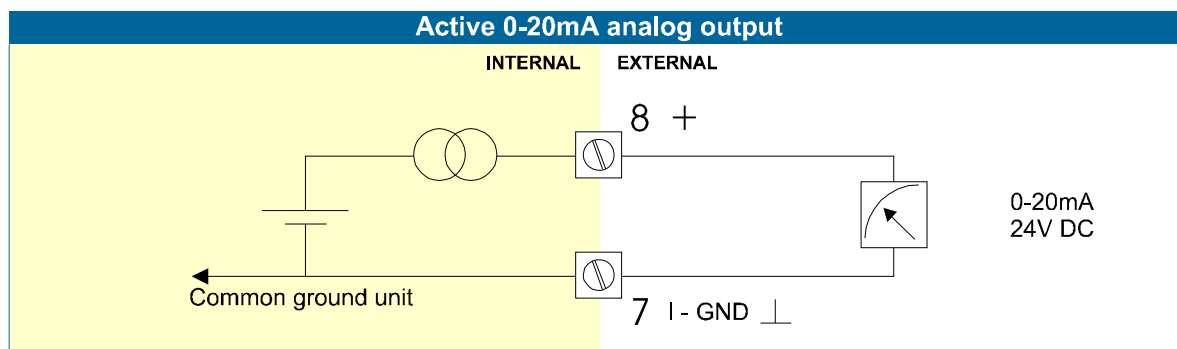 Active 0-20mA analog output
INTERNAL EXTERNAL
8 +
0-20mA
24V DC
Common ground unit
7 I - GND ⊥